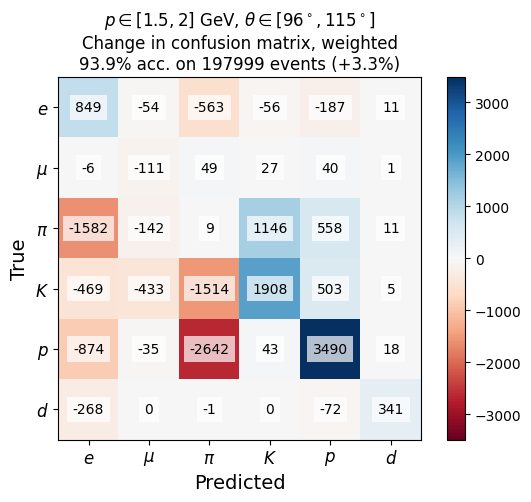 p ∈ [1.5, 2] GeV, θ ∈ [96°, 115°]
Change in confusion matrix, weighted
93.9% acc. on 197999 events (+3.3%)
e 849 -54 -563 -56 -187 11
μ -6 -111 49 27 40 1
π -1582 -142 9 1146 558 11
K -469 -433 -1514 1908 503 5
p -874 -35 -2642 43 3490 18
d -268 0 -1 0 -72 341
e μ π K p d
True
Predicted
3000
2000
1000
0
−1000
−2000
−3000